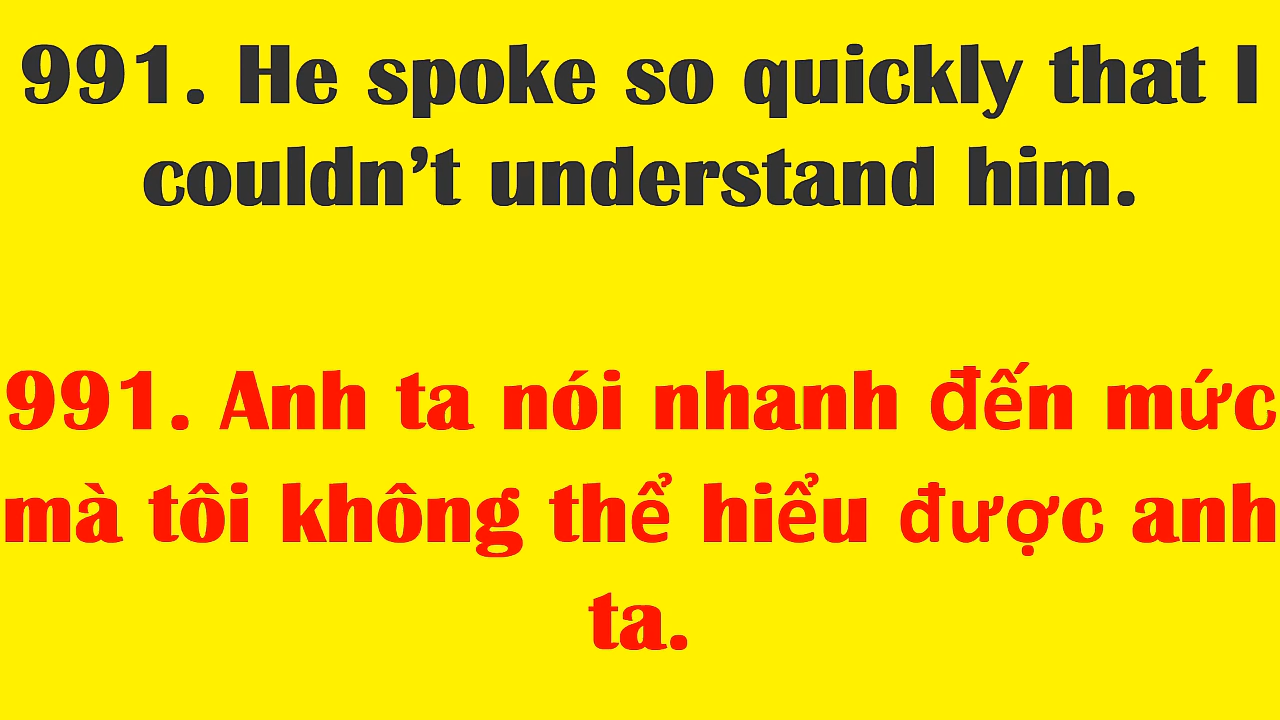 991. He spoke so quickly that I
couldn’t understand him.
991. Anh ta nói nhanh đến mức
mà tôi không thể hiểu được anh
ta.